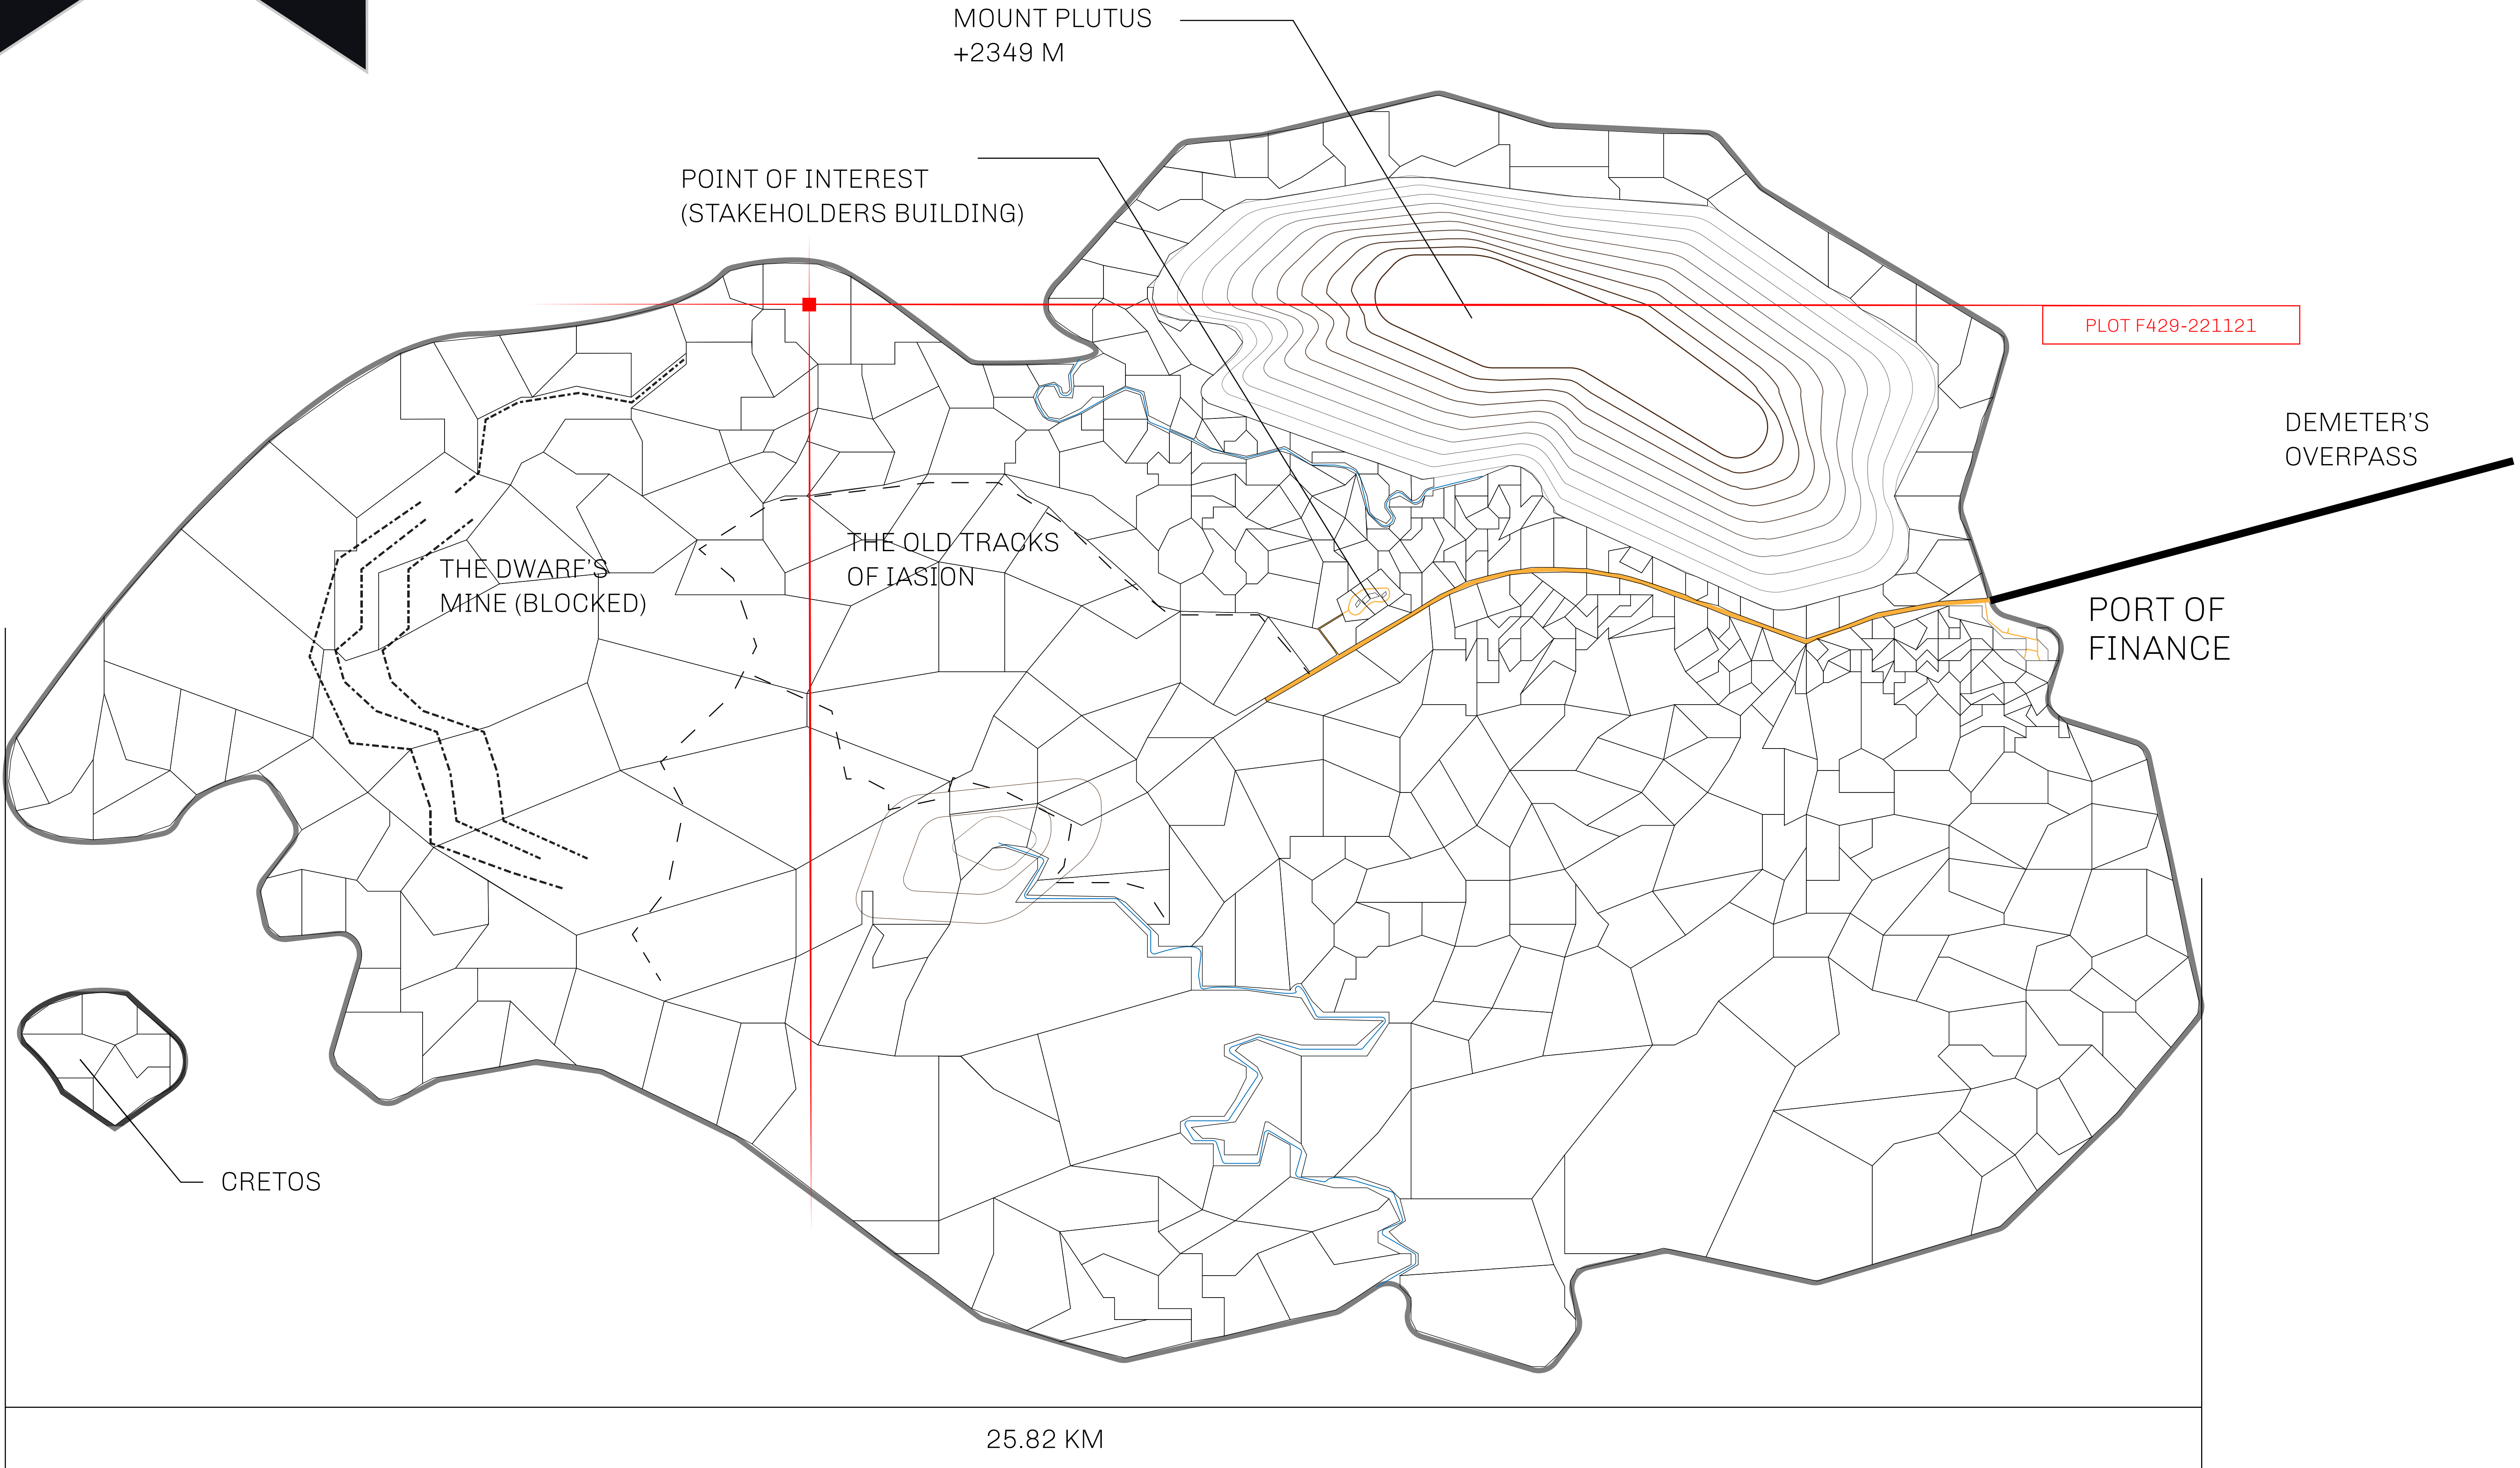 MOUNT PLUTUS
+2349 M
POINT OF INTEREST
(STAKEHOLDERS BUILDING)
PLOT F429-221121
DEMETER'S
OVERPASS
THE OLD TRACKS
OF IASION
THE DWARF'S
MINE (BLOCKED)
PORT OF
FINANCE
CRETOS
25.82 KM